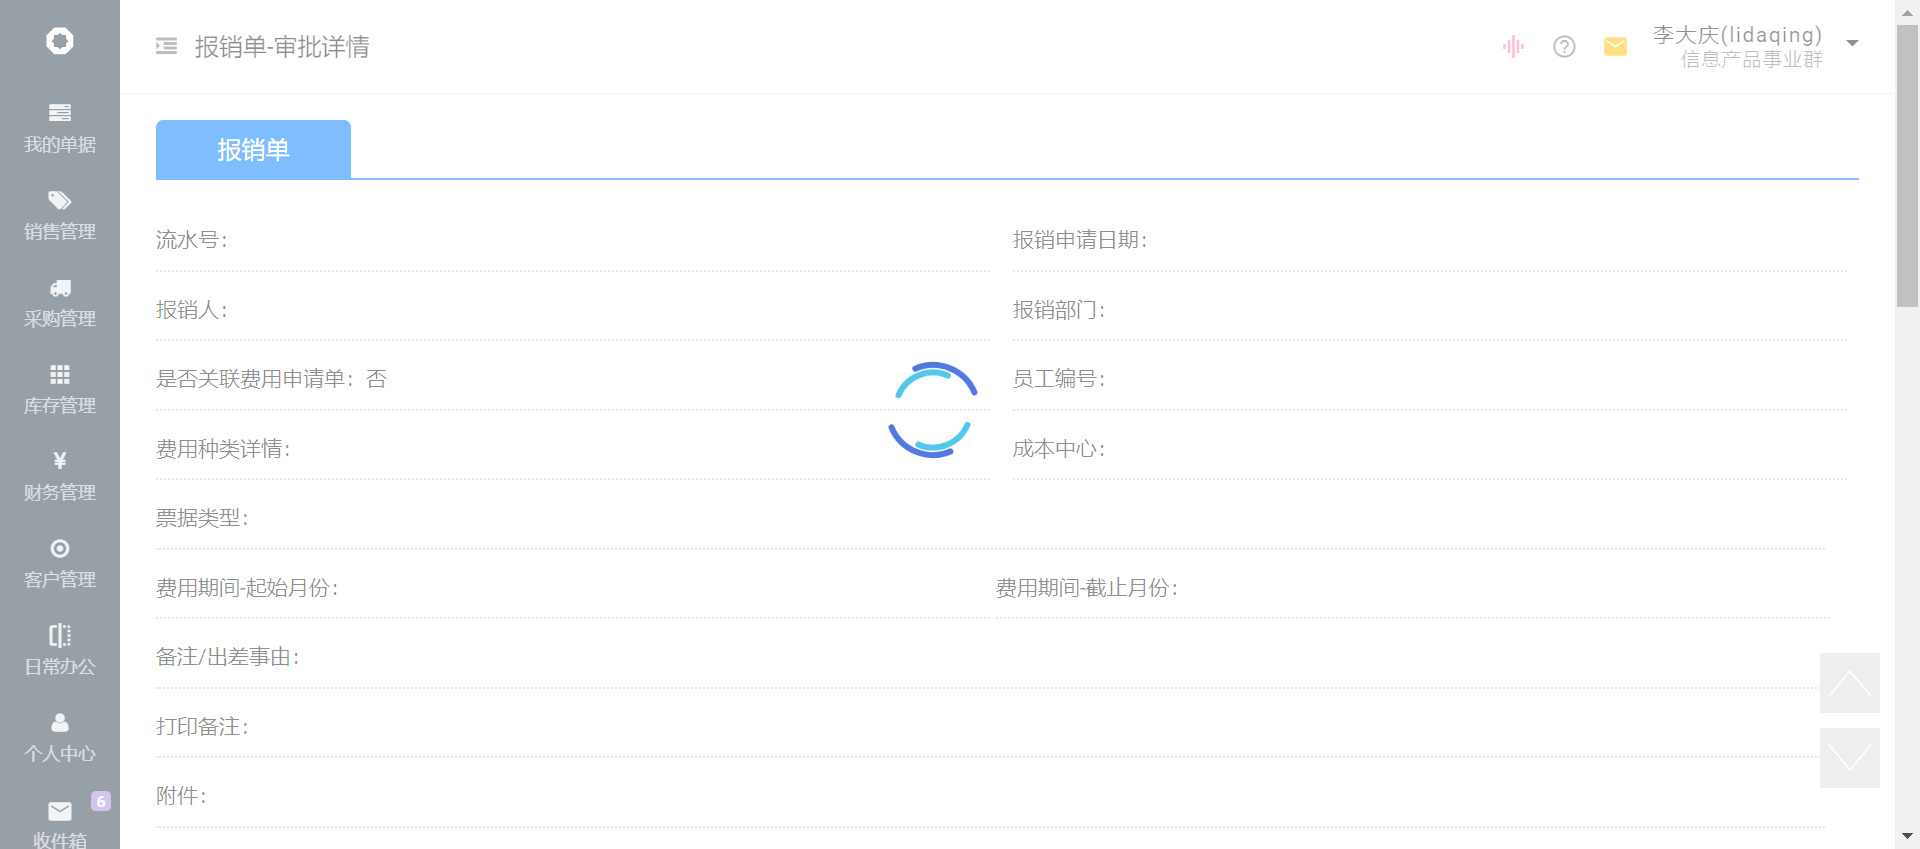 我的单据
销售管理
采购管理
库存管理
财务管理
客户管理
日常办公
个人中心
6
收件箱
报销单-审批详情
李大庆(lidaqing)
信息产品事业群
报销单
流水号:
报销申请日期:
报销人:
报销部门:
是否关联费用申请单: 否
员工编号:
费用种类详情:
成本中心:
票据类型:
费用期间-起始月份:
费用期间-截止月份:
备注/出差事由:
打印备注:
附件: